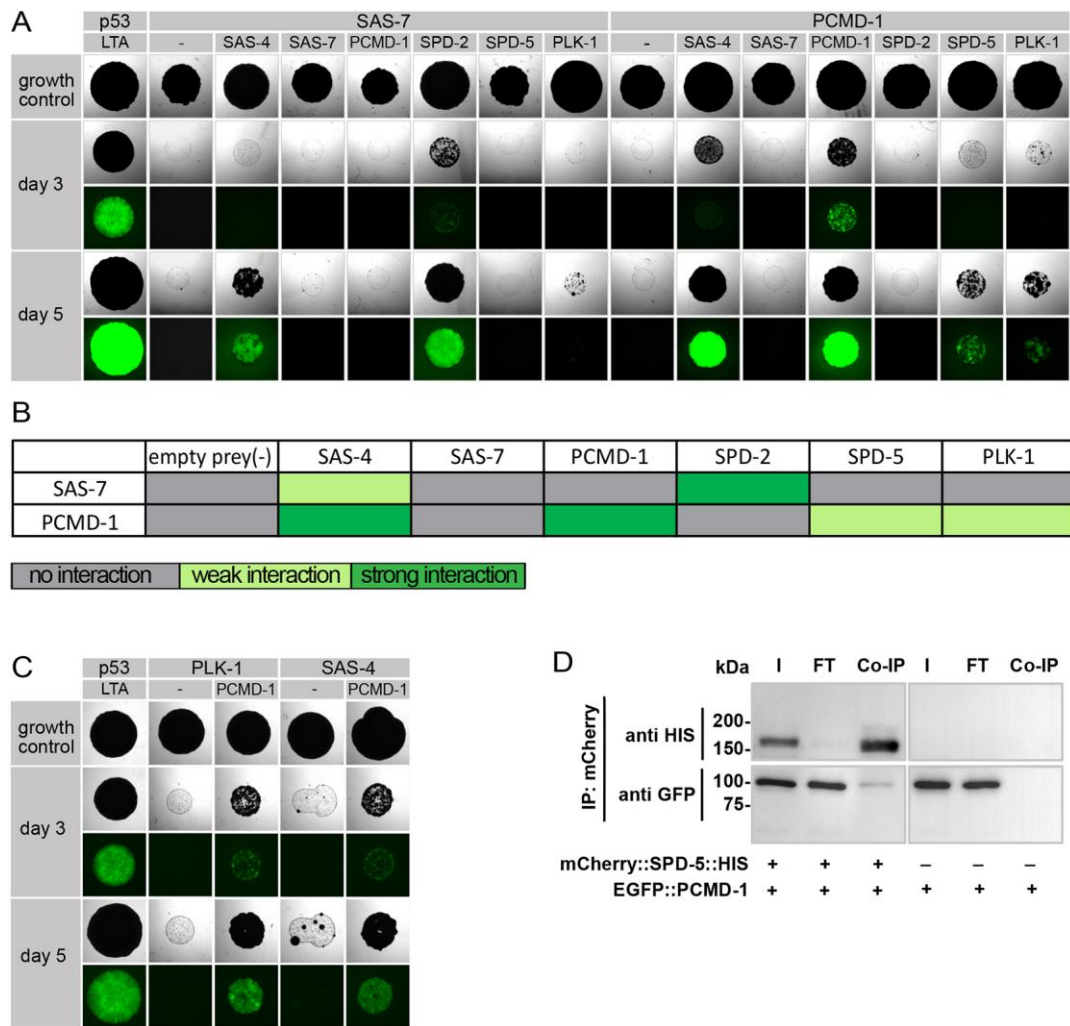 A
p53 SAS-7 PCMD-1
LTA - SAS-4 SAS-7 PCMD-1 SPD-2 SPD-5 PLK-1 - SAS-4 SAS-7 PCMD-1 SPD-2 SPD-5 PLK-1
growth
control
day 3
day 5
B
empty prey(-) SAS-4 SAS-7 PCMD-1 SPD-2 SPD-5 PLK-1
SAS-7
PCMD-1
no interaction weak interaction strong interaction
C
p53 PLK-1 SAS-4
LTA - PCMD-1 - PCMD-1
growth
control
day 3
day 5
D
kDa I FT Co-IP I FT Co-IP
IP: mCherry
anti HIS
200-
150-
anti GFP
100-
75-
mCherry::SPD-5::HIS + + + – – –
EGFP::PCMD-1 + + + + + +